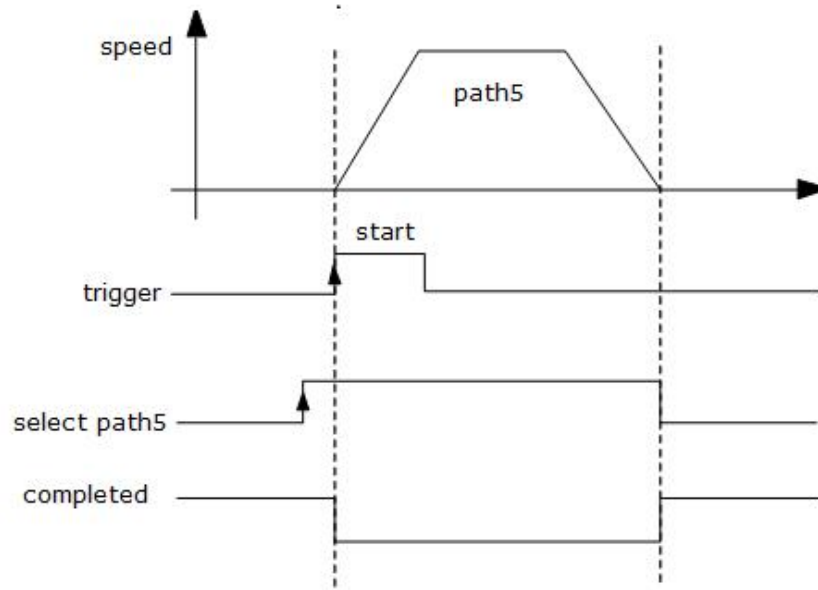 speed
path5
start
trigger
select path5
completed